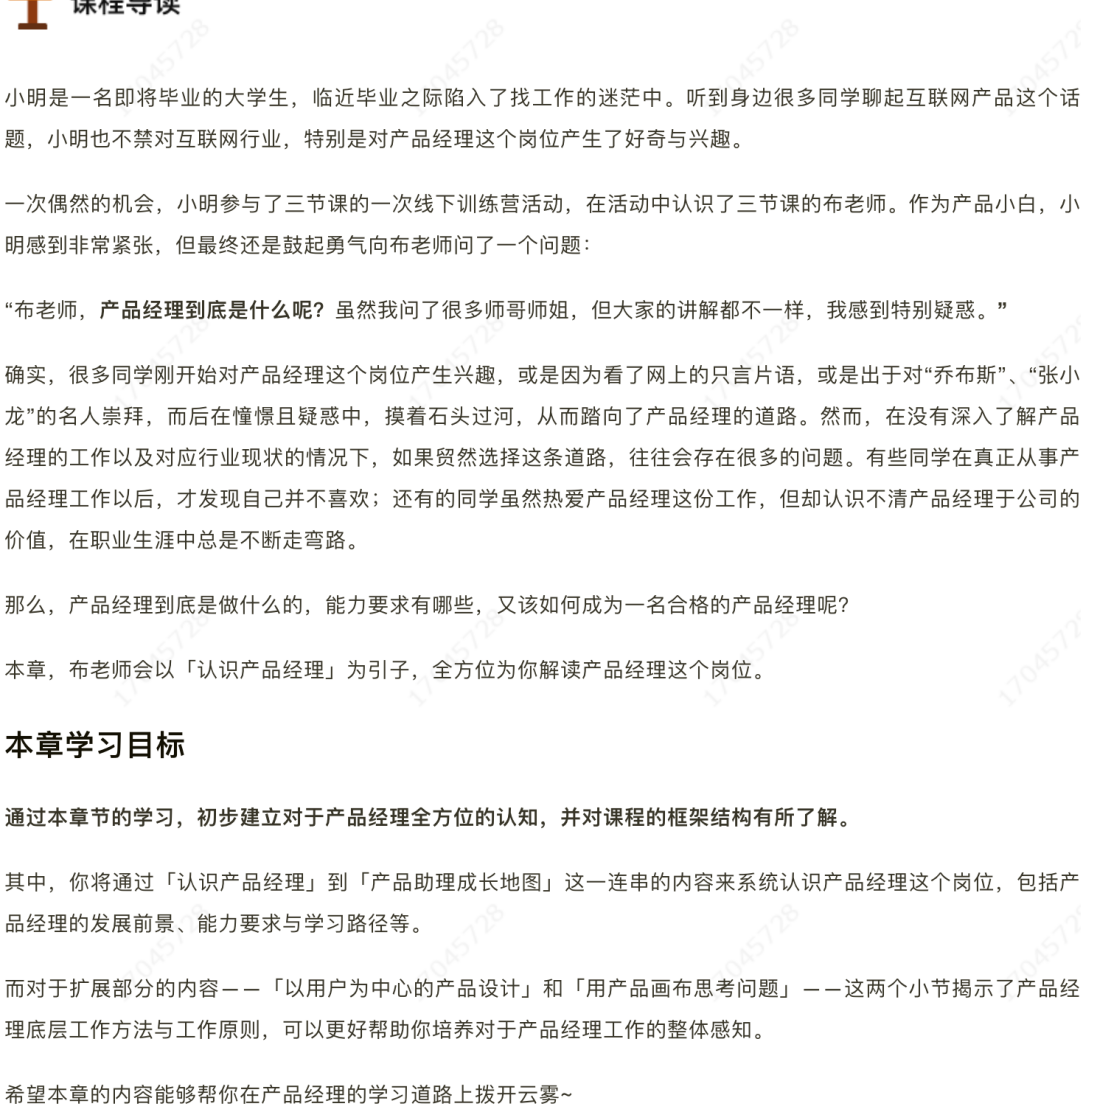 课程导读
小明是一名即将毕业的大学生，临近毕业之际陷入了找工作的迷茫中。听到身边很多同学聊起互联网产品这个话
题，小明也不禁对互联网行业，特别是对产品经理这个岗位产生了好奇与兴趣。
一次偶然的机会，小明参与了三节课的一次线下训练营活动，在活动中认识了三节课的布老师。作为产品小白，小
明感到非常紧张，但最终还是鼓起勇气向布老师问了一个问题：
“布老师，产品经理到底是什么呢？虽然我问了很多师哥师姐，但大家的讲解都不一样，我感到特别疑惑。”
确实，很多同学刚开始对产品经理这个岗位产生兴趣，或是因为看了网上的只言片语，或是出于对“乔布斯”、“张小
龙”的名人崇拜，而后在憧憬且疑惑中，摸着石头过河，从而踏向了产品经理的道路。然而，在没有深入了解产品
经理的工作以及对应行业现状的情况下，如果贸然选择这条道路，往往会存在很多的问题。有些同学在真正从事产
品经理工作以后，才发现自己并不喜欢；还有的同学虽然热爱产品经理这份工作，但却认识不清产品经理于公司的
价值，在职业生涯中总是不断走弯路。
那么，产品经理到底是做什么的，能力要求有哪些，又该如何成为一名合格的产品经理呢？
本章，布老师会以「认识产品经理」为引子，全方位为你解读产品经理这个岗位。
本章学习目标
通过本章节的学习，初步建立对于产品经理全方位的认知，并对课程的框架结构有所了解。
其中，你将通过「认识产品经理」到「产品助理成长地图」这一连串的内容来系统认识产品经理这个岗位，包括产
品经理的发展前景、能力要求与学习路径等。
而对于扩展部分的内容——「以用户为中心的产品设计」和「用产品画布思考问题」——这两个小节揭示了产品经
理底层工作方法与工作原则，可以更好帮助你培养对于产品经理工作的整体感知。
希望本章的内容能够帮你在产品经理的学习道路上拨开云雾~
17045728